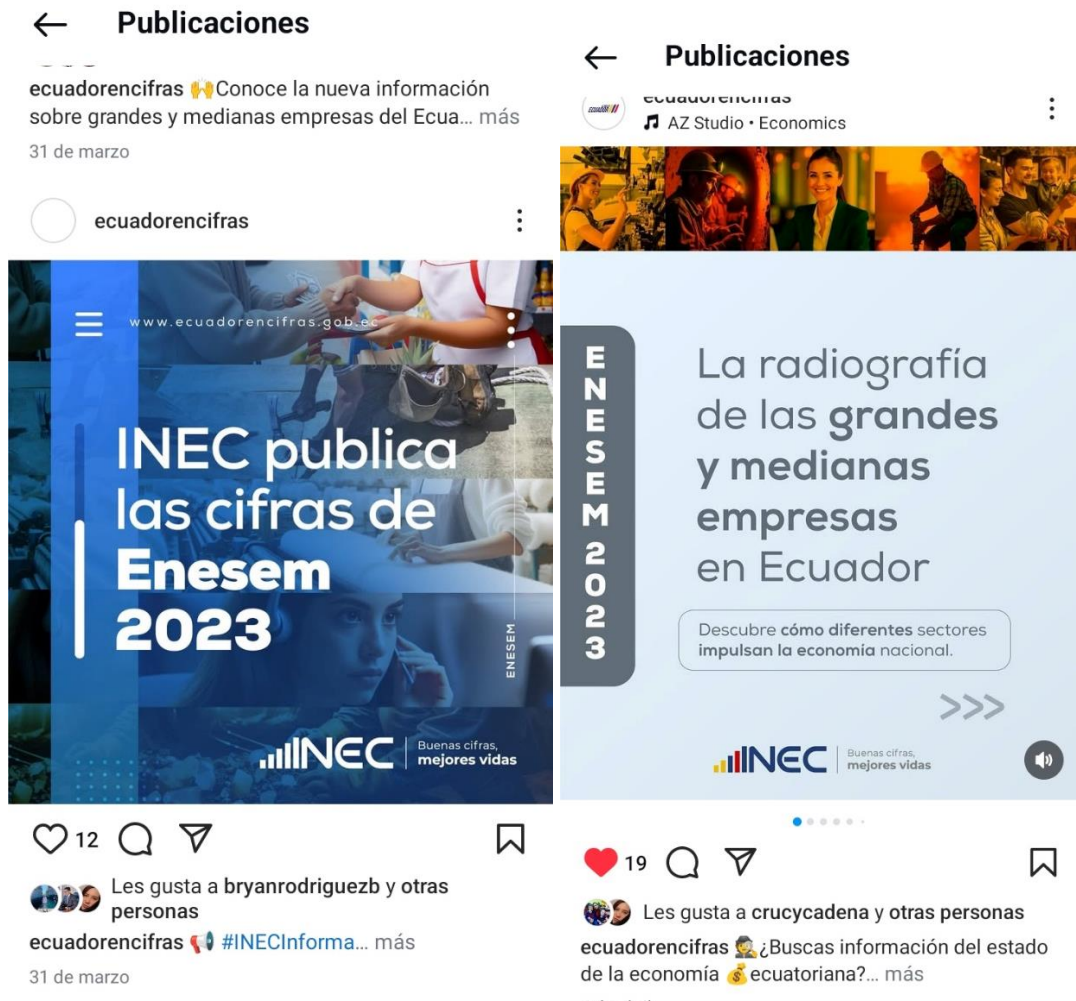 Publicaciones
ecuadorencifras 🙌Conoce la nueva información
sobre grandes y medianas empresas del Ecua... más
31 de marzo
ecuadorencifras
www.ecuadorencifras.gob.ec
INEC publica
las cifras de
Enesem
2023
ENESEM
INEC
Buenas cifras,
mejores vidas
12
Les gusta a bryanrodriguezb y otras
personas
ecuadorencifras 📢 #INECInforma... más
31 de marzo
Publicaciones
ecuadorencifras
AZ Studio • Economics
ENESEM 2023
La radiografía
de las grandes
y medianas
empresas
en Ecuador
Descubre cómo diferentes sectores
impulsan la economía nacional.
>>>
INEC
Buenas cifras,
mejores vidas
19
Les gusta a crucycadena y otras personas
ecuadorencifras 🕵️¿Buscas información del estado
de la economía 💰ecuatoriana?... más